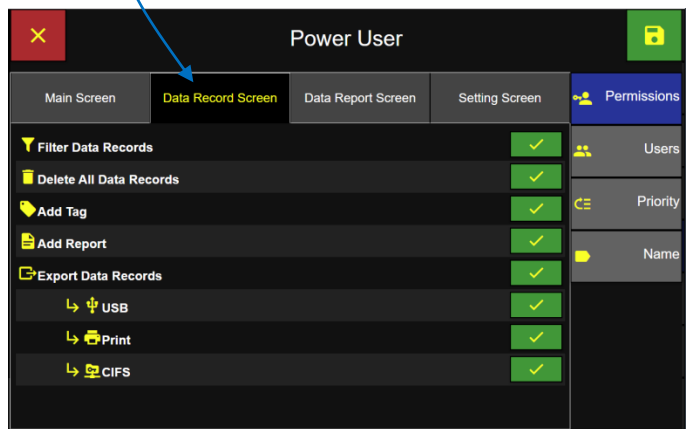 Power User
Main Screen
Data Record Screen
Data Report Screen
Setting Screen
Permissions
Filter Data Records
Users
Delete All Data Records
Add Tag
Priority
Add Report
Name
Export Data Records
USB
Print
CIFS